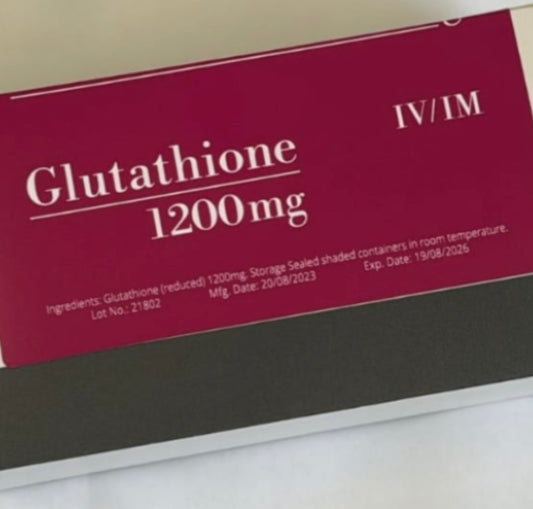 IV/IM
Glutathione
1200mg
Ingredients: Glutathione (reduced) 1200mg. Storage Sealed shaded containers in room temperature.
Lot No.: 21802 Mfg. Date: 20/08/2023 Exp. Date: 19/08/2026